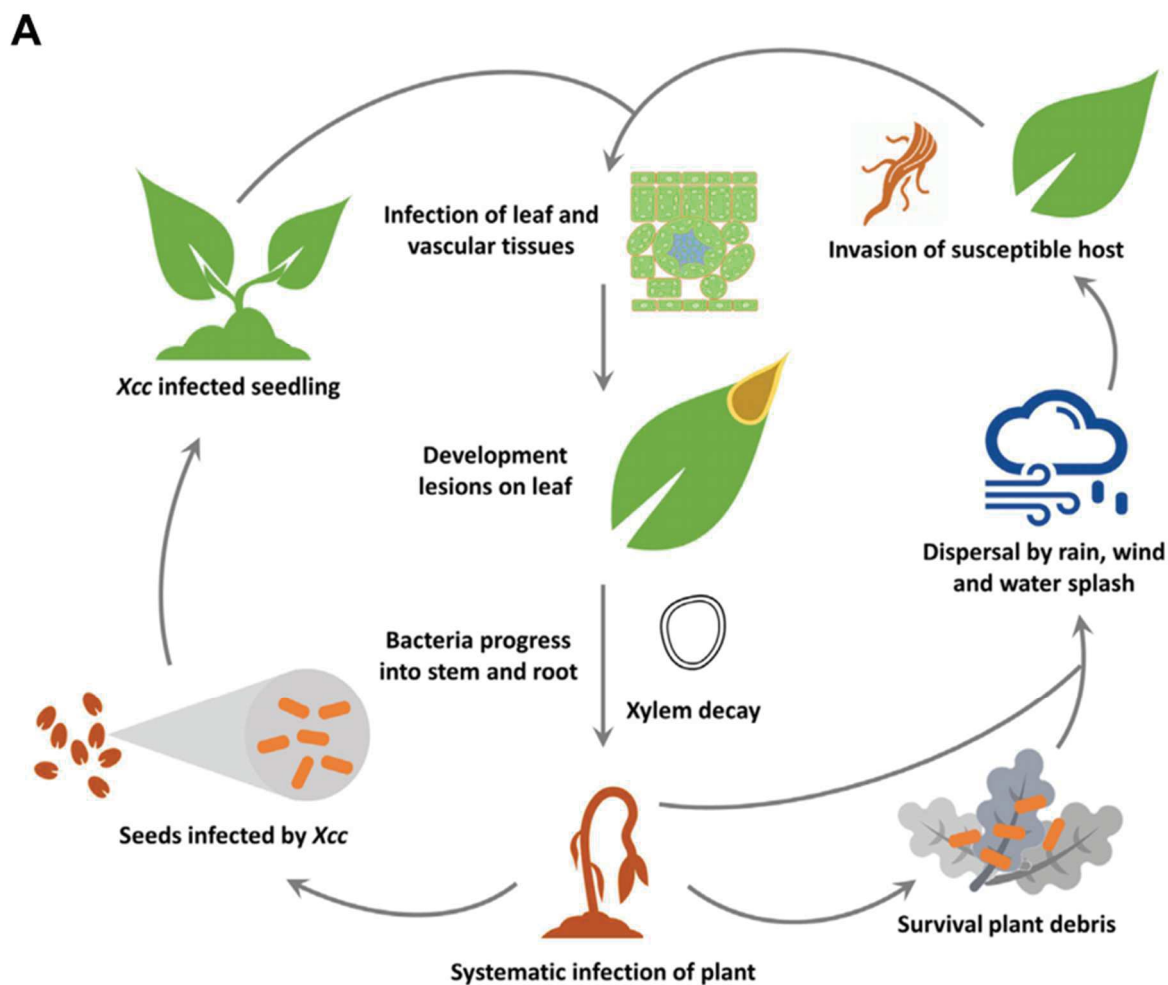 A
Infection of leaf and
vascular tissues
Invasion of susceptible host
Xcc infected seedling
Development
lesions on leaf
Dispersal by rain, wind
and water splash
Bacteria progress
into stem and root
Xylem decay
Seeds infected by Xcc
Survival plant debris
Systematic infection of plant